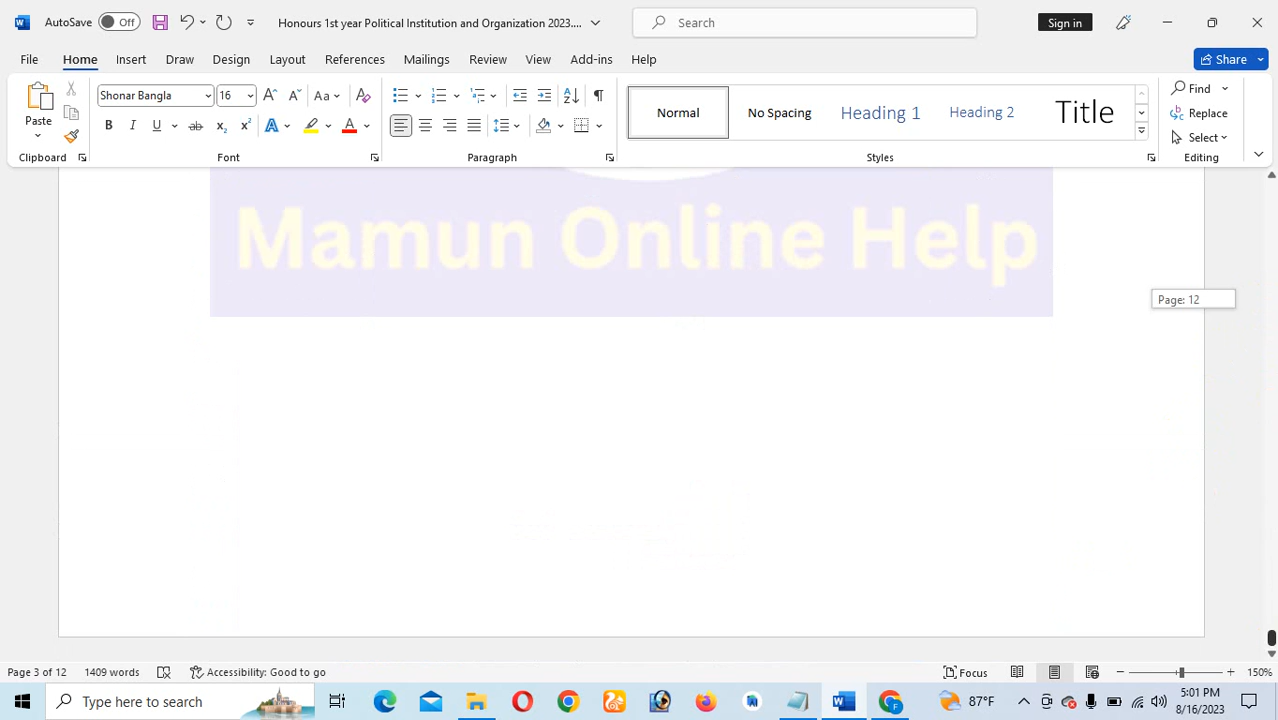 AutoSave Off Honours 1st year Political Institution and Organization 2023.... Search Sign in
File Home Insert Draw Design Layout References Mailings Review View Add-ins Help Share
Paste Shonar Bangla 16 Aa Normal No Spacing Heading 1 Heading 2 Title Find
Replace
Select
Clipboard Font Paragraph Styles Editing
Mamun Online Help
Page: 12
Page 3 of 12 1409 words Accessibility: Good to go Focus 150%
Type here to search 87°F 5:01 PM
8/16/2023